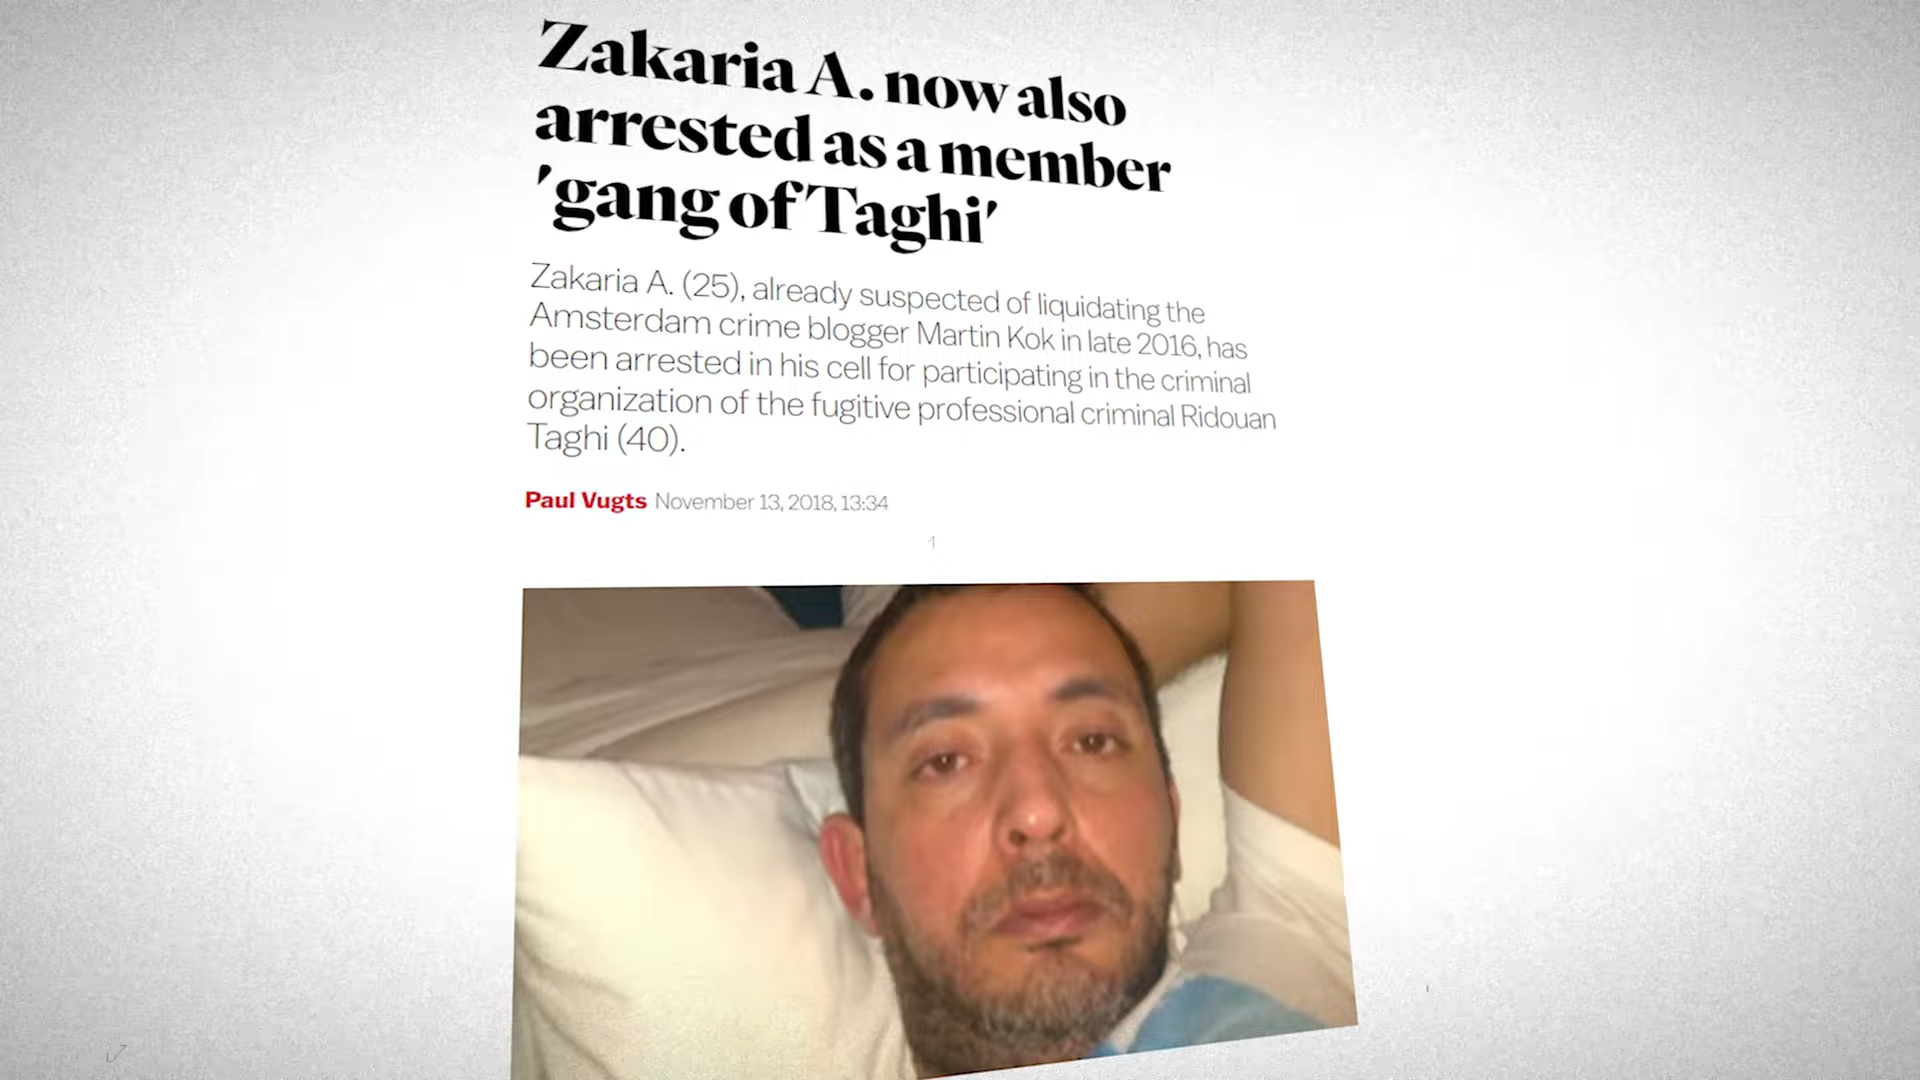 Zakaria A. now also
arrested as a member
'gang of Taghi'
Zakaria A. (25), already suspected of liquidating the
Amsterdam crime blogger Martin Kok in late 2016, has
been arrested in his cell for participating in the criminal
organization of the fugitive professional criminal Ridouan
Taghi (40).
Paul Vugts November 13, 2018, 13:34